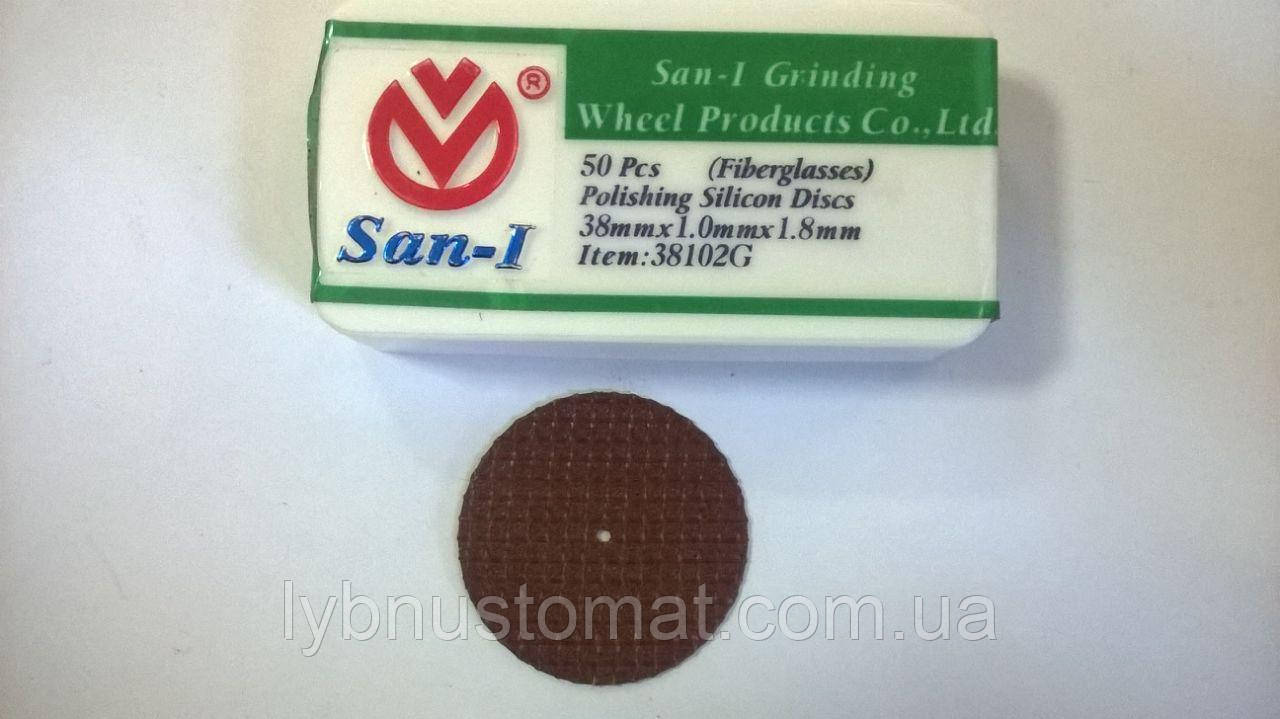 San-I Grinding
Wheel Products Co., Ltd.
®
San-I
50 Pcs (Fiberglasses)
Polishing Silicon Discs
38mmx1.0mmx1.8mm
Item:38102G
lybnustomat.com.ua